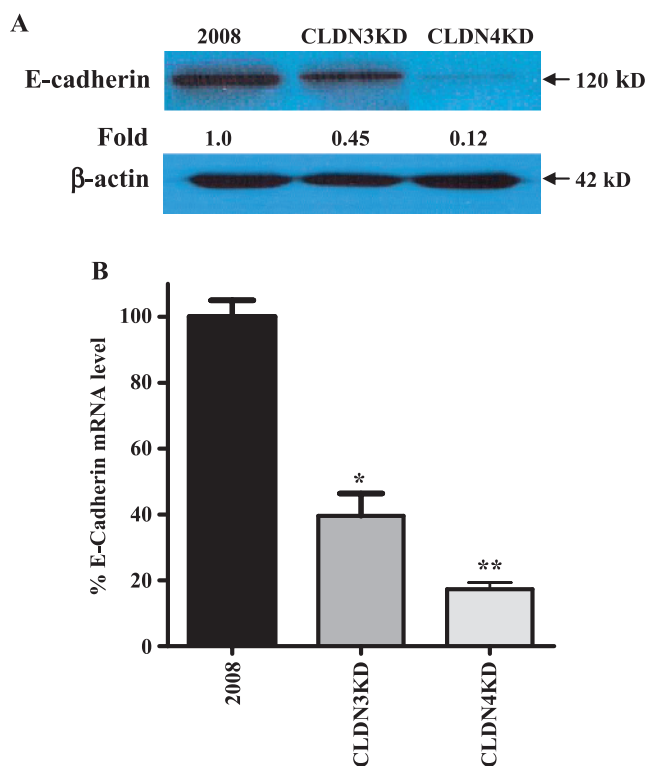 A
2008 CLDN3KD CLDN4KD
E-cadherin 120 kD
Fold 1.0 0.45 0.12
β-actin 42 kD
B
% E-Cadherin mRNA level
100
80
60
40
20
0
*
**
2008
CLDN3KD
CLDN4KD